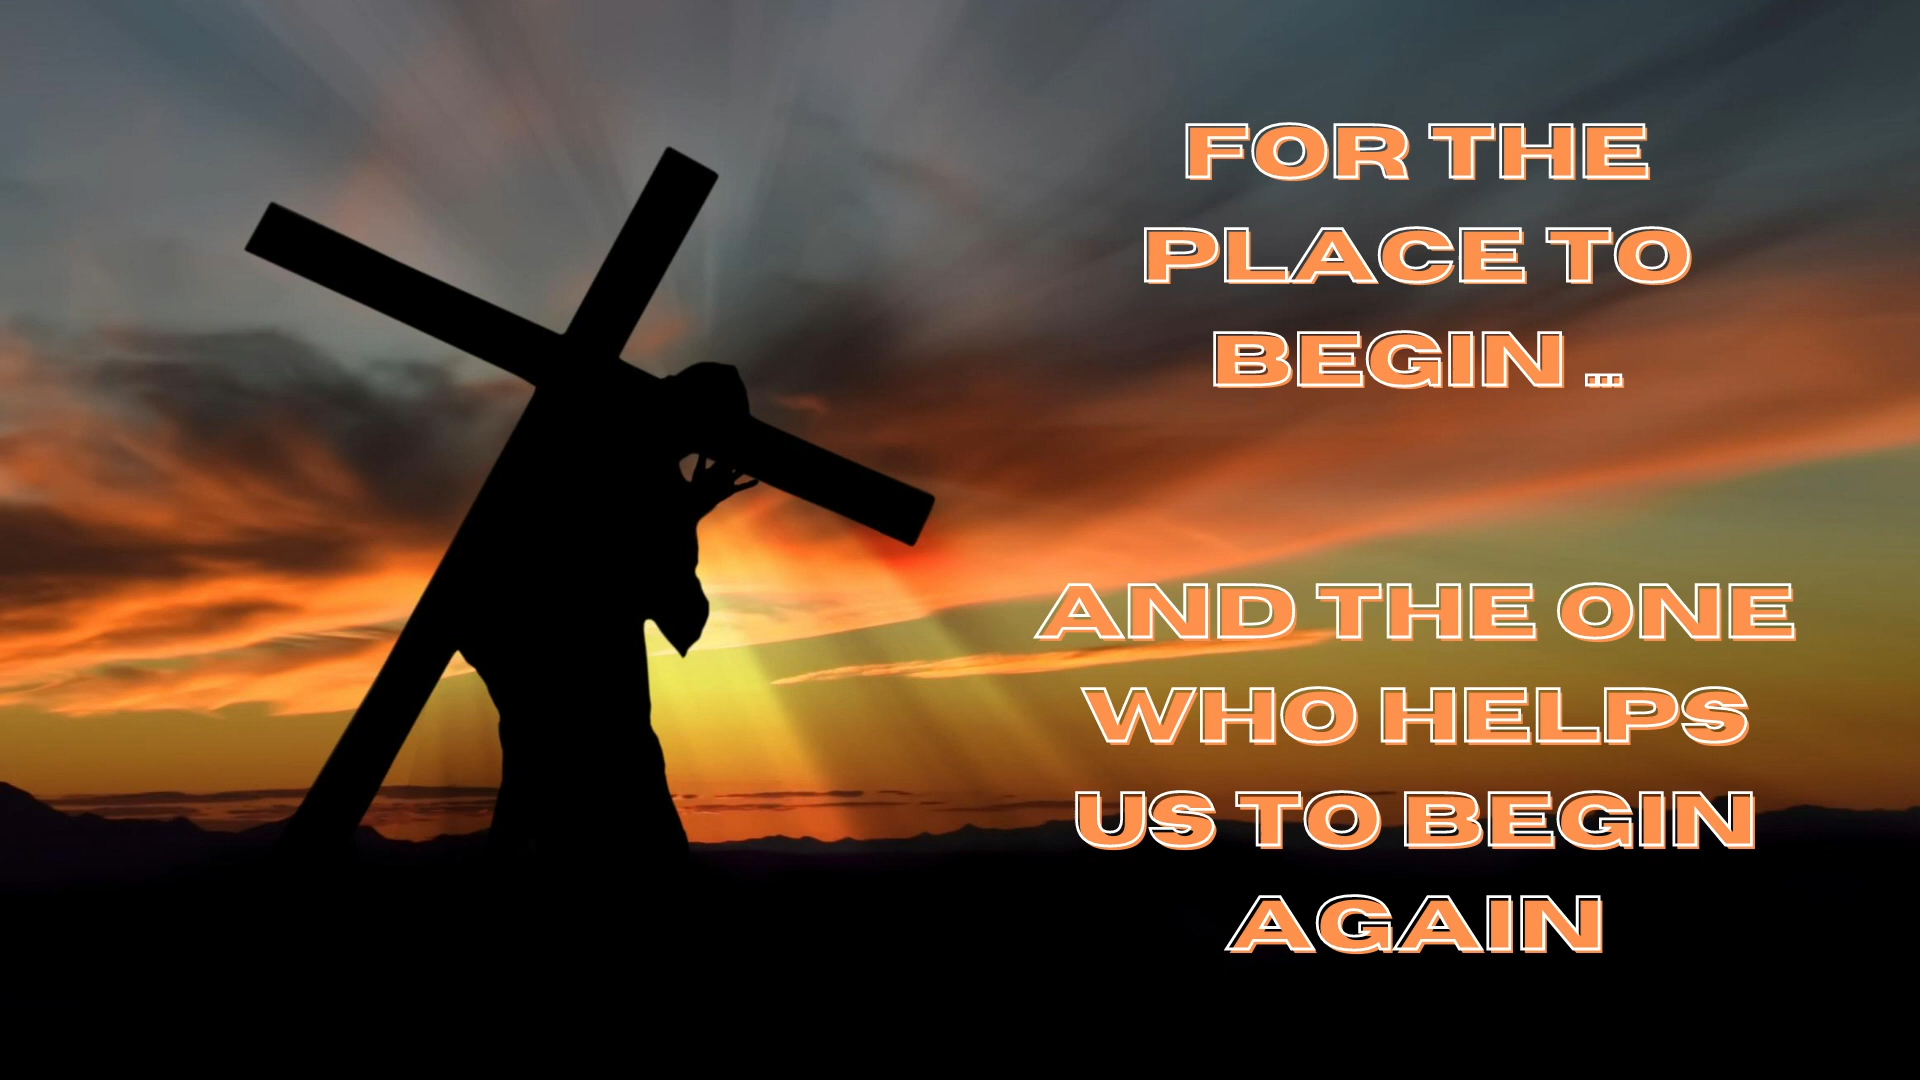 FOR THE
PLACE TO
BEGIN ...
AND THE ONE
WHO HELPS
US TO BEGIN
AGAIN